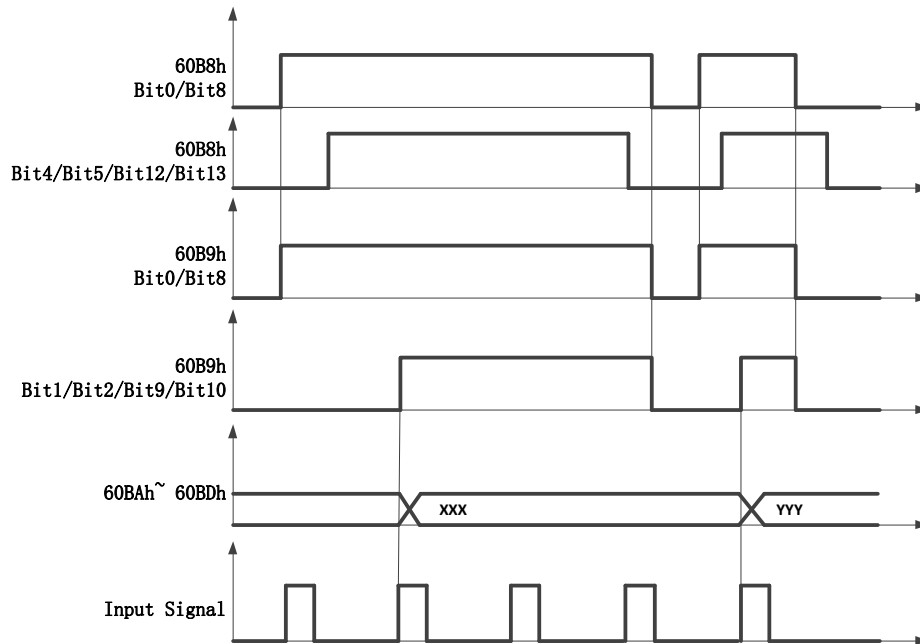 60B8h
Bit0/Bit8
60B8h
Bit4/Bit5/Bit12/Bit13
60B9h
Bit0/Bit8
60B9h
Bit1/Bit2/Bit9/Bit10
60BAh~ 60BDh
XXX
YYY
Input Signal